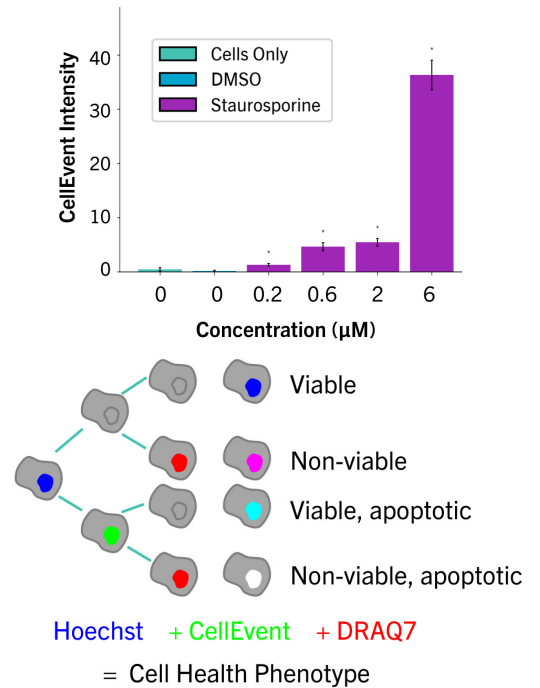 CellEvent Intensity
40
30
20
10
0
Cells Only
DMSO
Staurosporine
* * * *
0 0 0.2 0.6 2 6
Concentration (µM)
Viable
Non-viable
Viable, apoptotic
Non-viable, apoptotic
Hoechst + CellEvent + DRAQ7
= Cell Health Phenotype